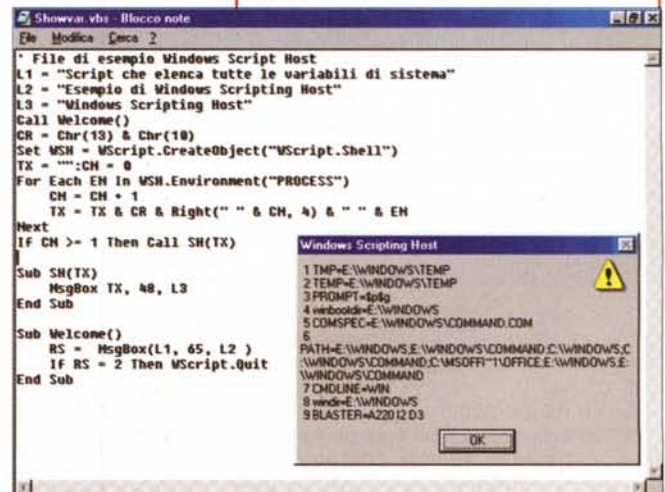 Showvar.vbs - Blocco note
File Modifica Cerca ?
' File di esempio Windows Script Host
L1 = "Script che elenca tutte le variabili di sistema"
L2 = "Esempio di Windows Scripting Host"
L3 = "Windows Scripting Host"
Call Welcome()
CR = Chr(13) & Chr(10)
Set WSH = WScript.CreateObject("WScript.Shell")
TX = "":CN = 0
For Each EN In WSH.Environment("PROCESS")
CN = CN + 1
TX = TX & CR & Right(" " & CN, 4) & " " & EN
Next
If CN >= 1 Then Call SH(TX)
Sub SH(TX)
MsgBox TX, 48, L3
End Sub
Sub Welcome()
RS = MsgBox(L1, 65, L2 )
If RS = 2 Then WScript.Quit
End Sub
Windows Scripting Host
1 TMP=E:\WINDOWS\TEMP
2 TEMP=E:\WINDOWS\TEMP
3 PROMPT=$p$g
4 winbootdir=E:\WINDOWS
5 COMSPEC=E:\WINDOWS\COMMAND.COM
6
PATH=E:\WINDOWS;E:\WINDOWS\COMMAND;C:\WINDOWS;C
:\WINDOWS\COMMAND;C:\MSOFFI~1\OFFICE;E:\WINDOWS;E:
\WINDOWS\COMMAND
7 CMDLINE=WIN
8 windir=E:\WINDOWS
9 BLASTER=A220 I2 D3
OK